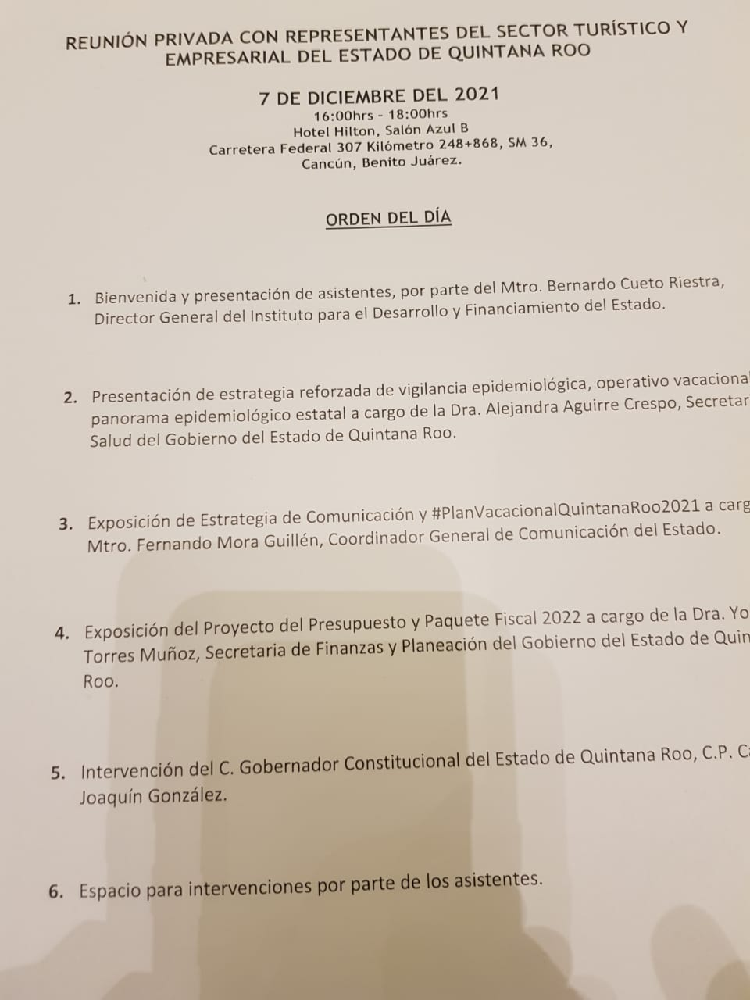 REUNIÓN PRIVADA CON REPRESENTANTES DEL SECTOR TURÍSTICO Y
EMPRESARIAL DEL ESTADO DE QUINTANA ROO
7 DE DICIEMBRE DEL 2021
16:00hrs - 18:00hrs
Hotel Hilton, Salón Azul B
Carretera Federal 307 Kilómetro 248+868, SM 36,
Cancún, Benito Juárez.
ORDEN DEL DÍA
1. Bienvenida y presentación de asistentes, por parte del Mtro. Bernardo Cueto Riestra,
Director General del Instituto para el Desarrollo y Financiamiento del Estado.
2. Presentación de estrategia reforzada de vigilancia epidemiológica, operativo vacacional
panorama epidemiológico estatal a cargo de la Dra. Alejandra Aguirre Crespo, Secretar
Salud del Gobierno del Estado de Quintana Roo.
3. Exposición de Estrategia de Comunicación y #PlanVacacionalQuintanaRoo2021 a carg
Mtro. Fernando Mora Guillén, Coordinador General de Comunicación del Estado.
4. Exposición del Proyecto del Presupuesto y Paquete Fiscal 2022 a cargo de la Dra. Yo
Torres Muñoz, Secretaria de Finanzas y Planeación del Gobierno del Estado de Quin
Roo.
5. Intervención del C. Gobernador Constitucional del Estado de Quintana Roo, C.P. Ca
Joaquín González.
6. Espacio para intervenciones por parte de los asistentes.